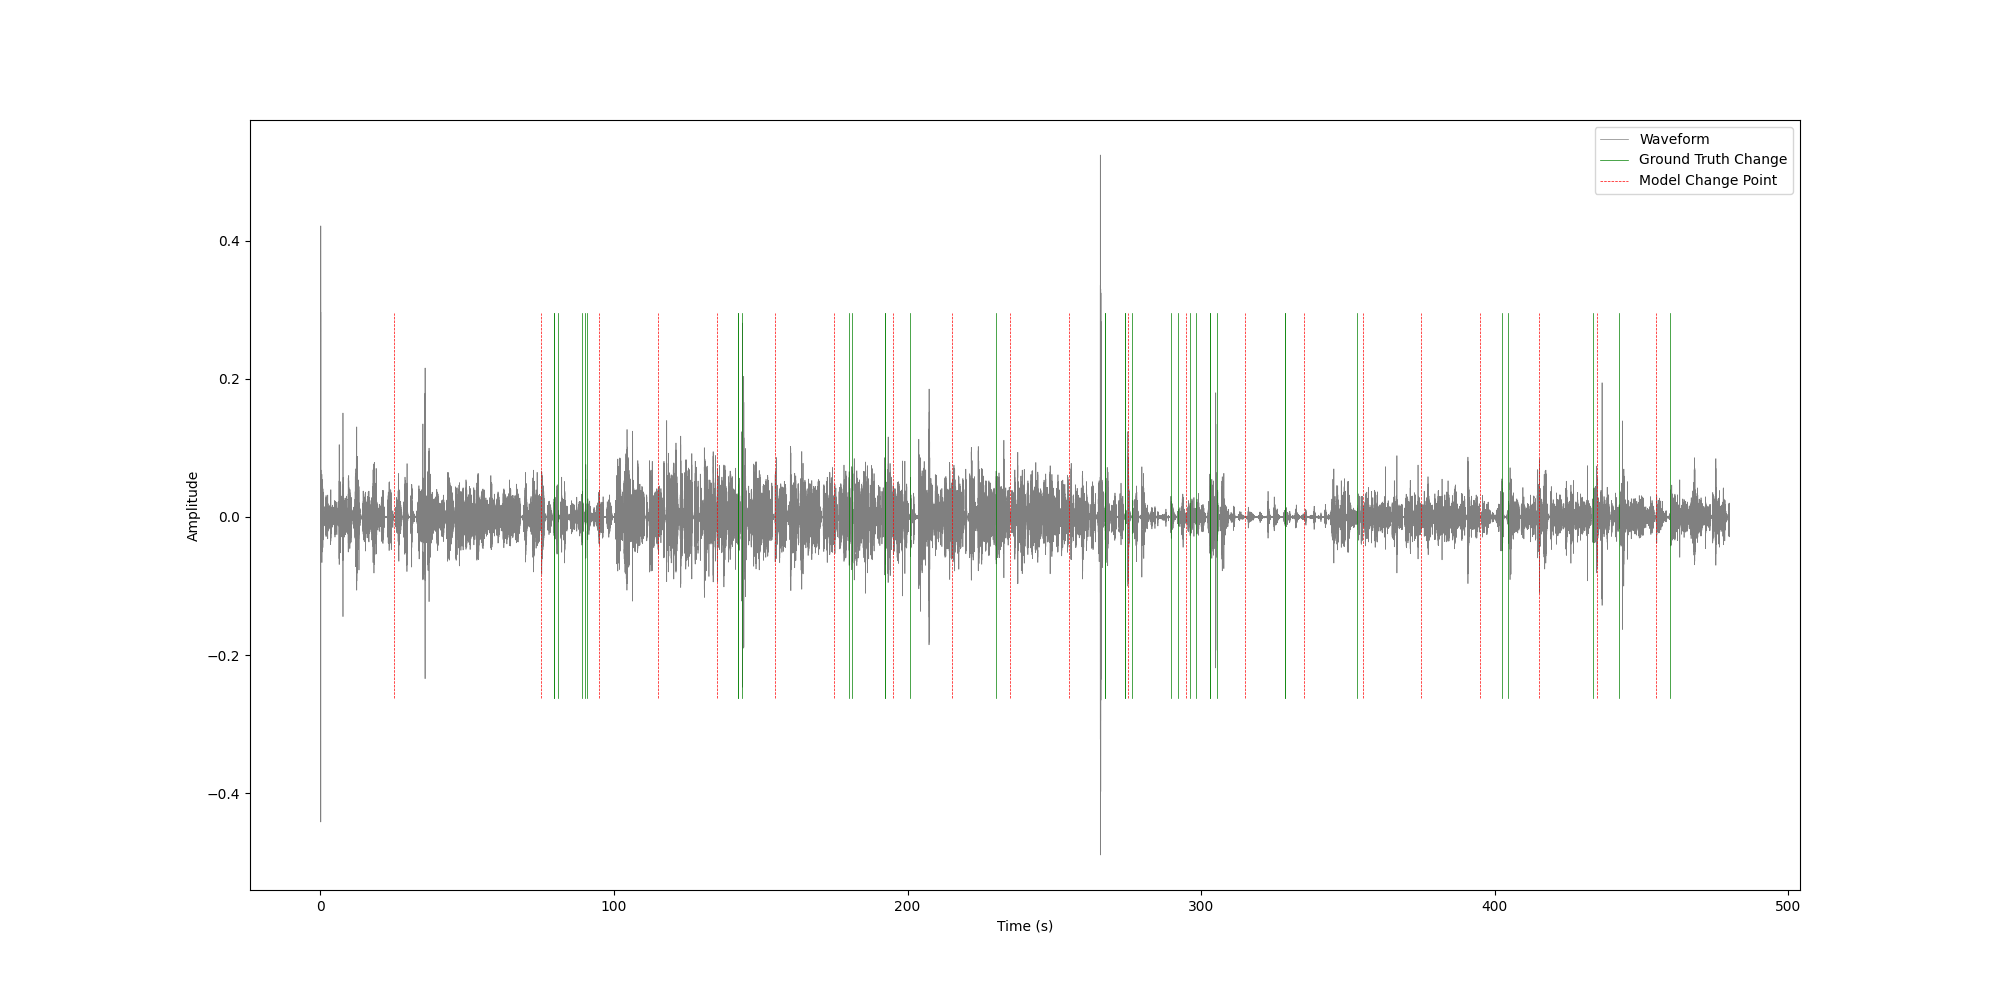 Waveform
Ground Truth Change
Model Change Point
0.4
0.2
0.0
−0.2
−0.4
Amplitude
0 100 200 300 400 500
Time (s)